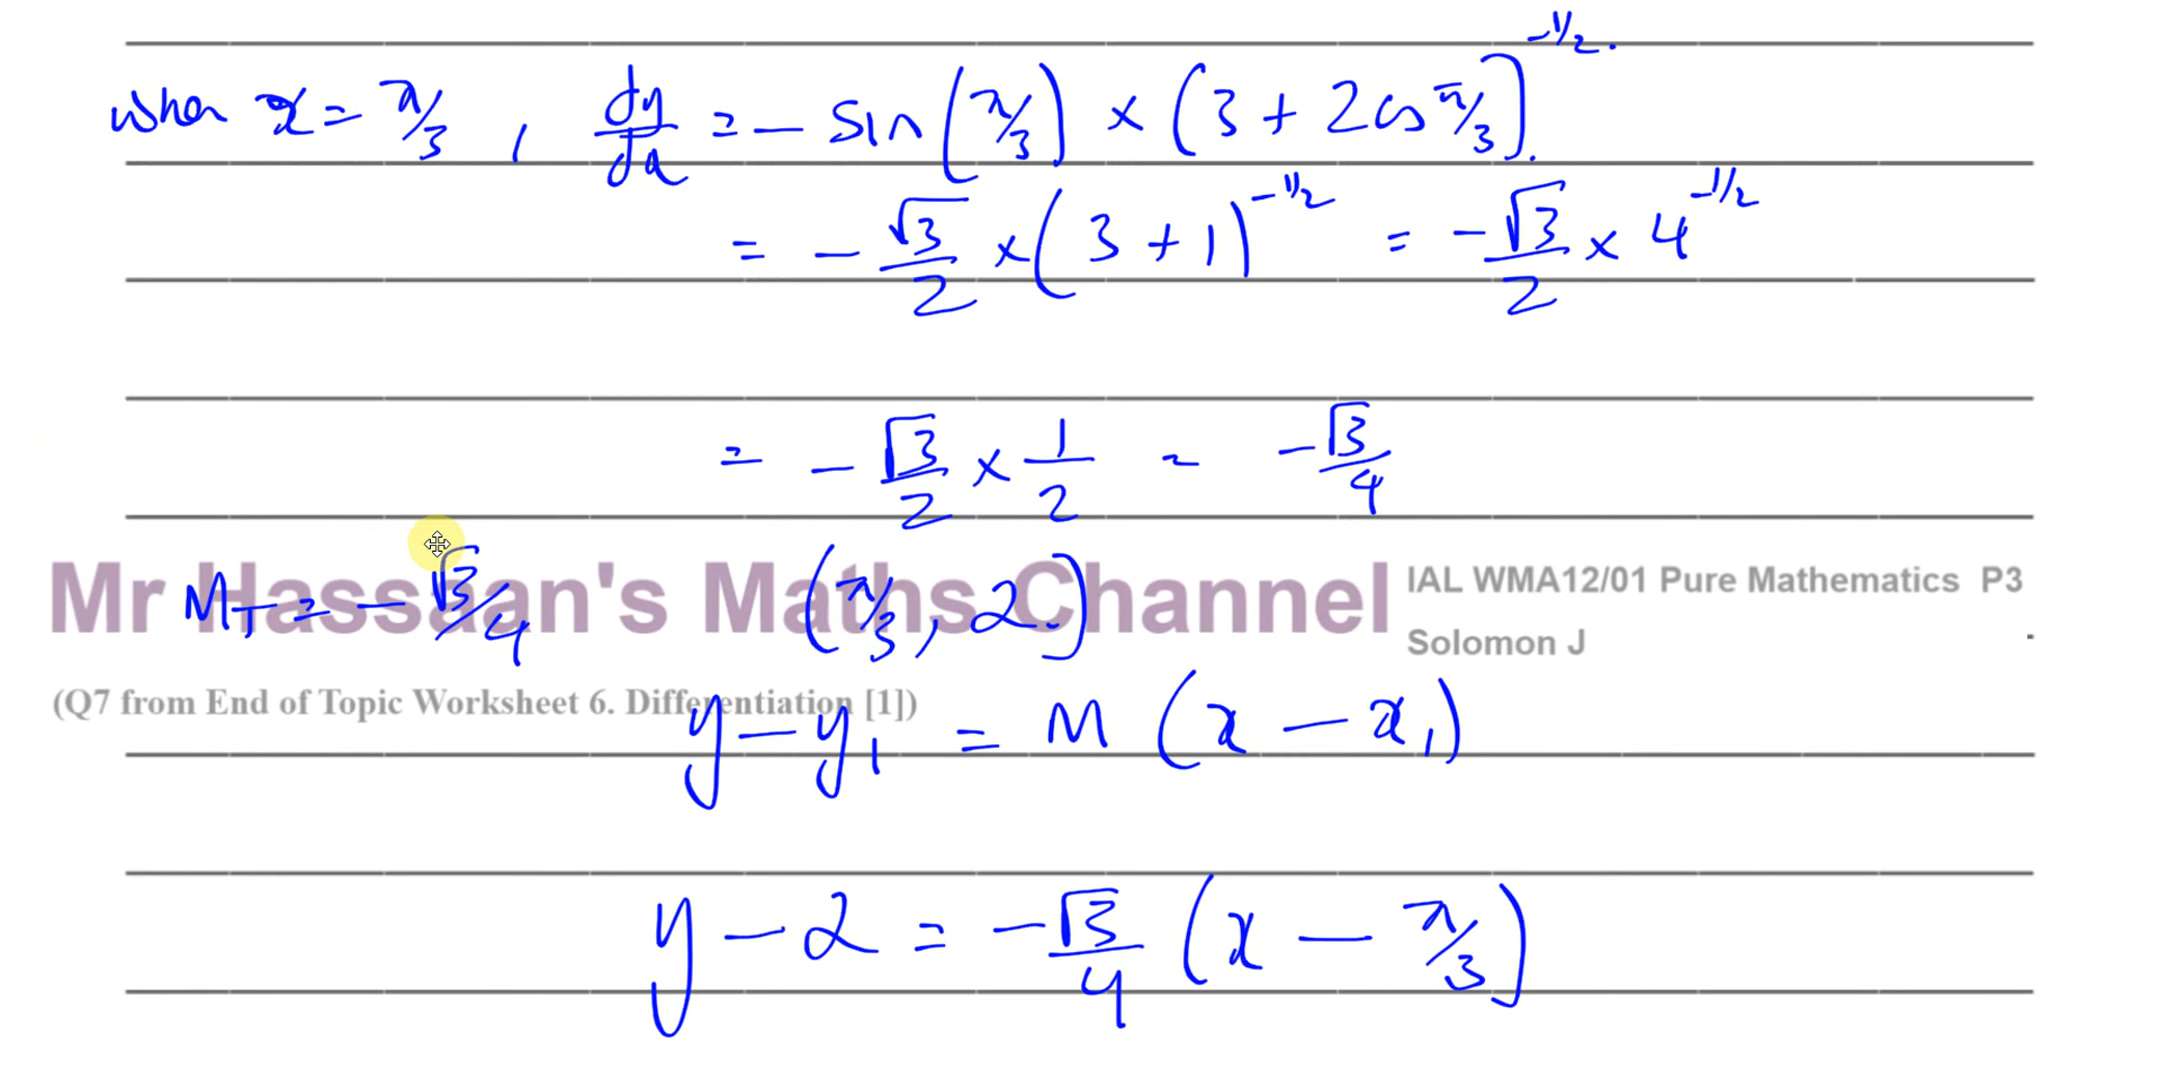 when x = π/3 , dy/dx = - sin(π/3) × (3 + 2cos π/3)^-1/2.
= - √3/2 × (3 + 1)^-1/2 = - √3/2 × 4^-1/2
= - √3/2 × 1/2 = - √3/4
Mr Hassaan's Maths Channel IAL WMA12/01 Pure Mathematics P3
Solomon J
M_T = - √3/4 (π/3, 2)
(Q7 from End of Topic Worksheet 6. Differentiation [1])
y - y₁ = M (x - x₁)
y - 2 = - √3/4 (x - π/3)